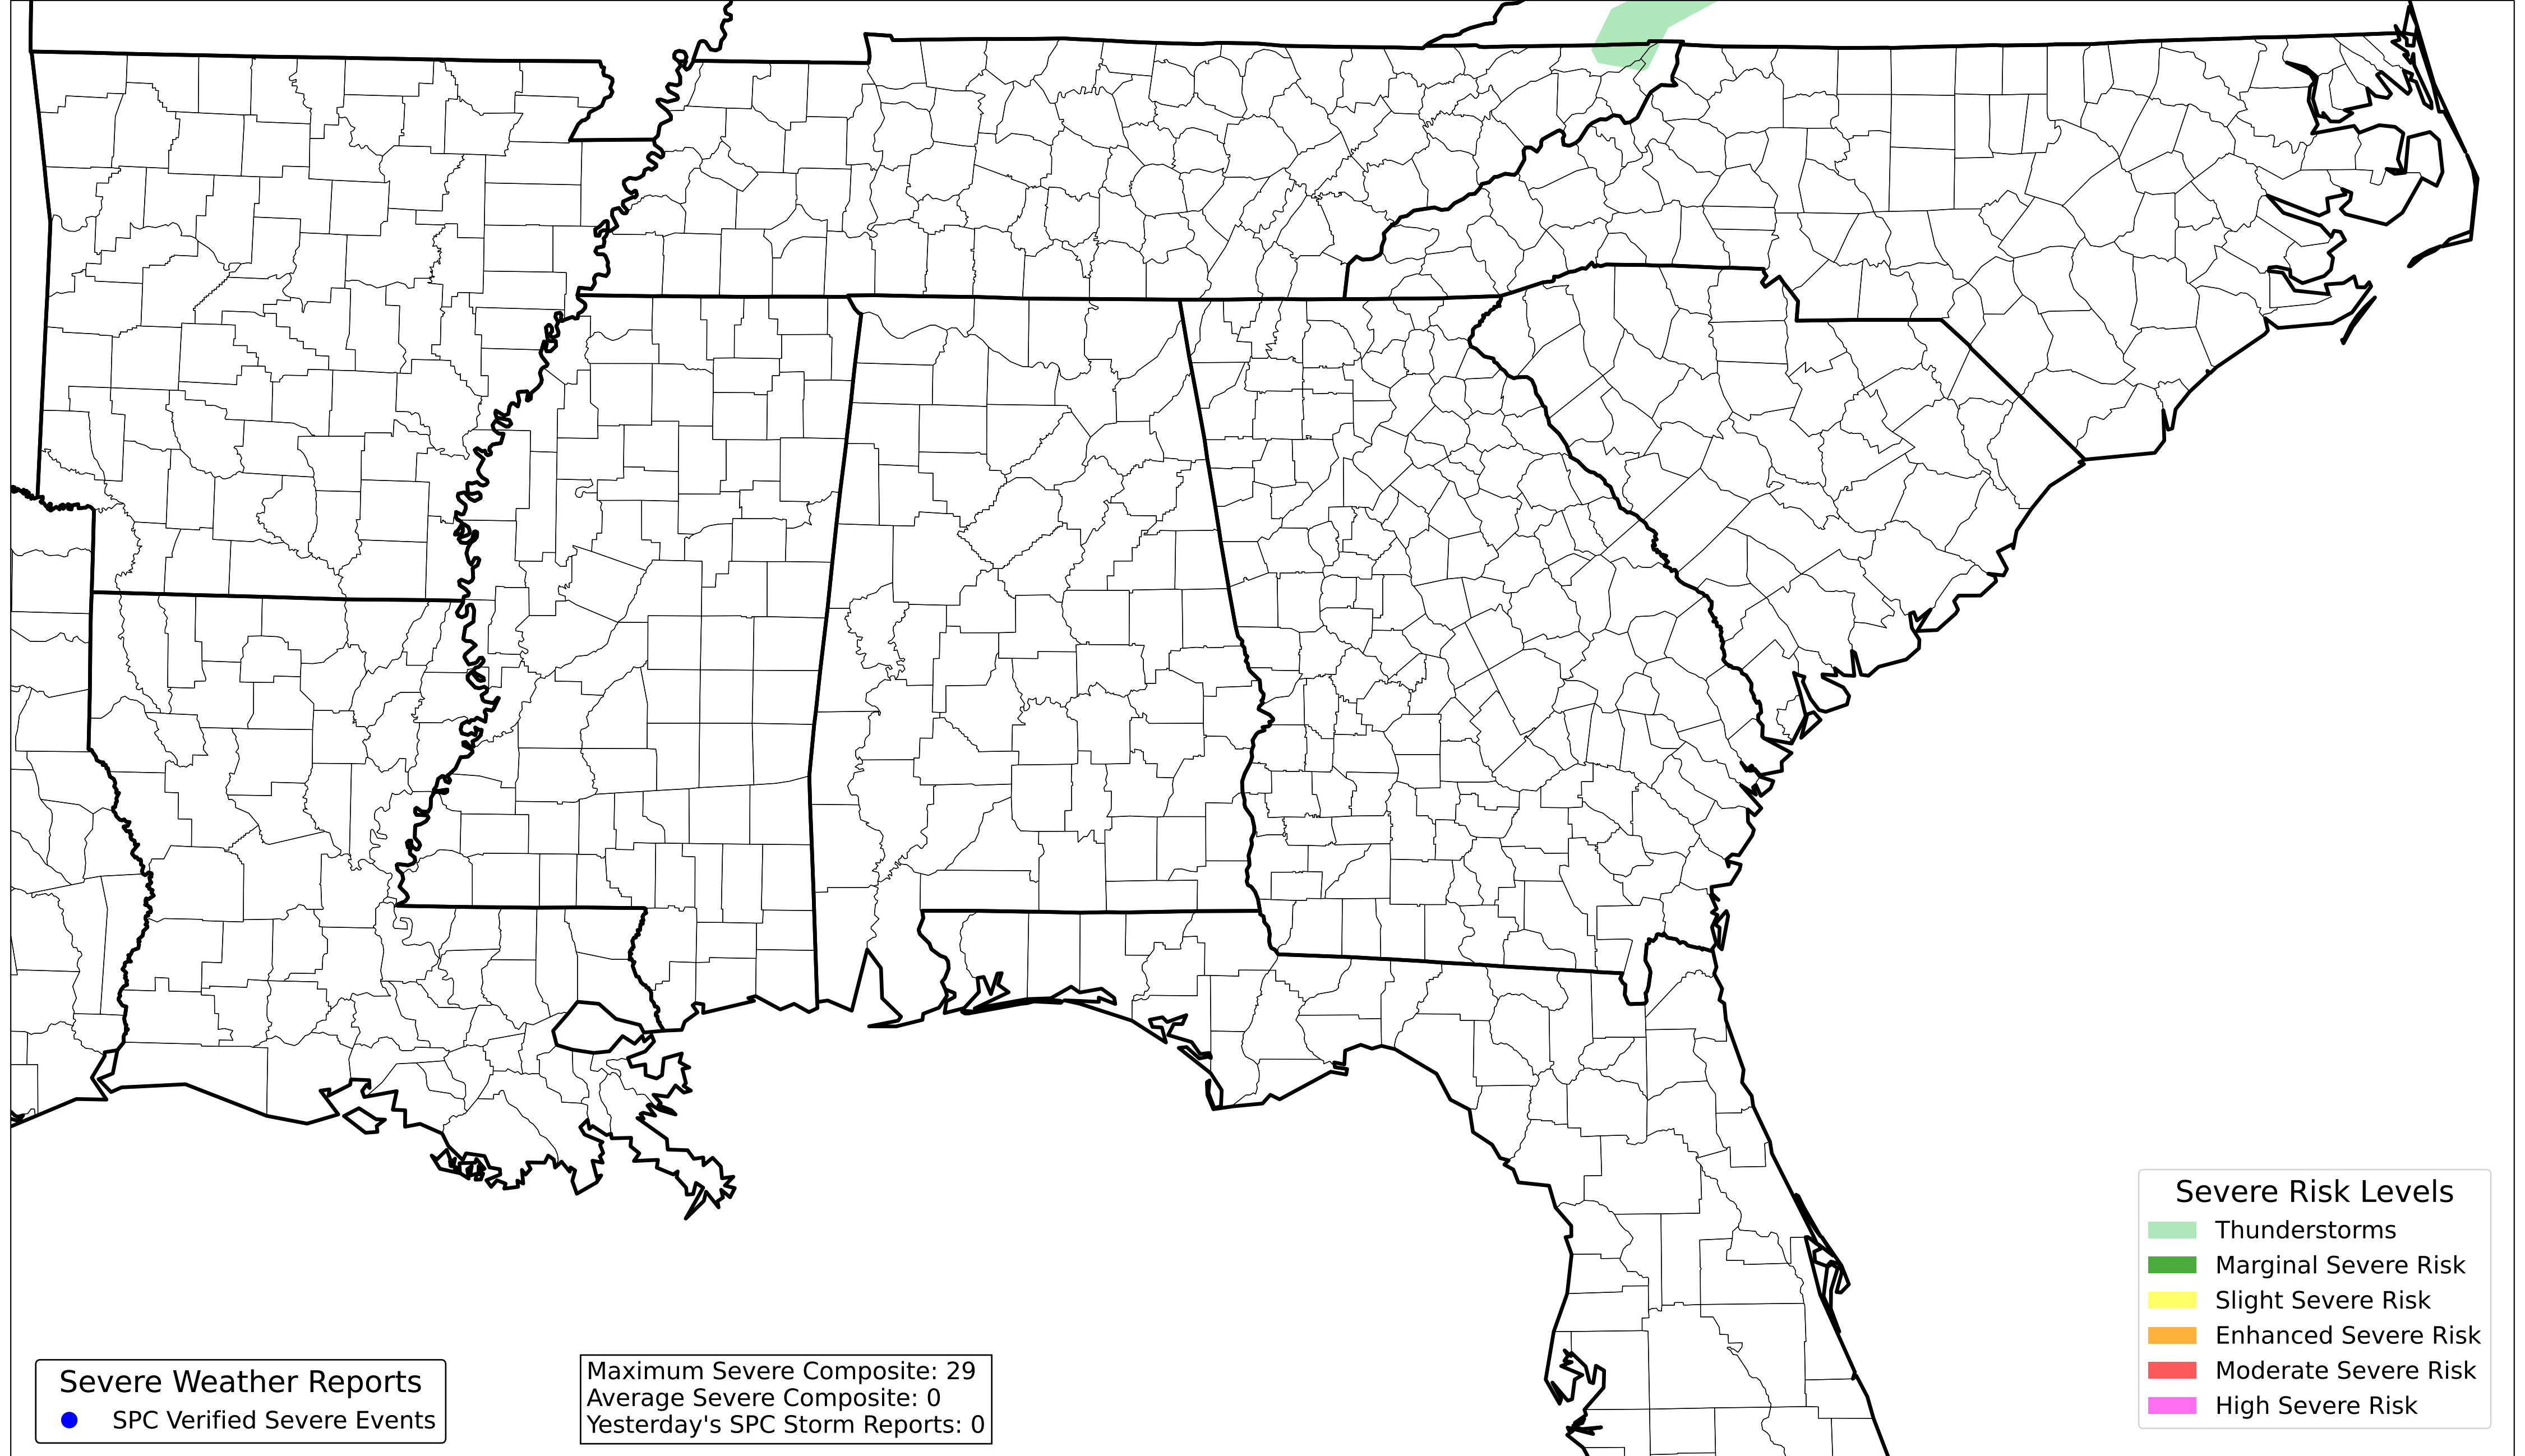 Severe Risk Levels
Thunderstorms
Marginal Severe Risk
Slight Severe Risk
Enhanced Severe Risk
Moderate Severe Risk
High Severe Risk
Severe Weather Reports
SPC Verified Severe Events
Maximum Severe Composite: 29
Average Severe Composite: 0
Yesterday's SPC Storm Reports: 0